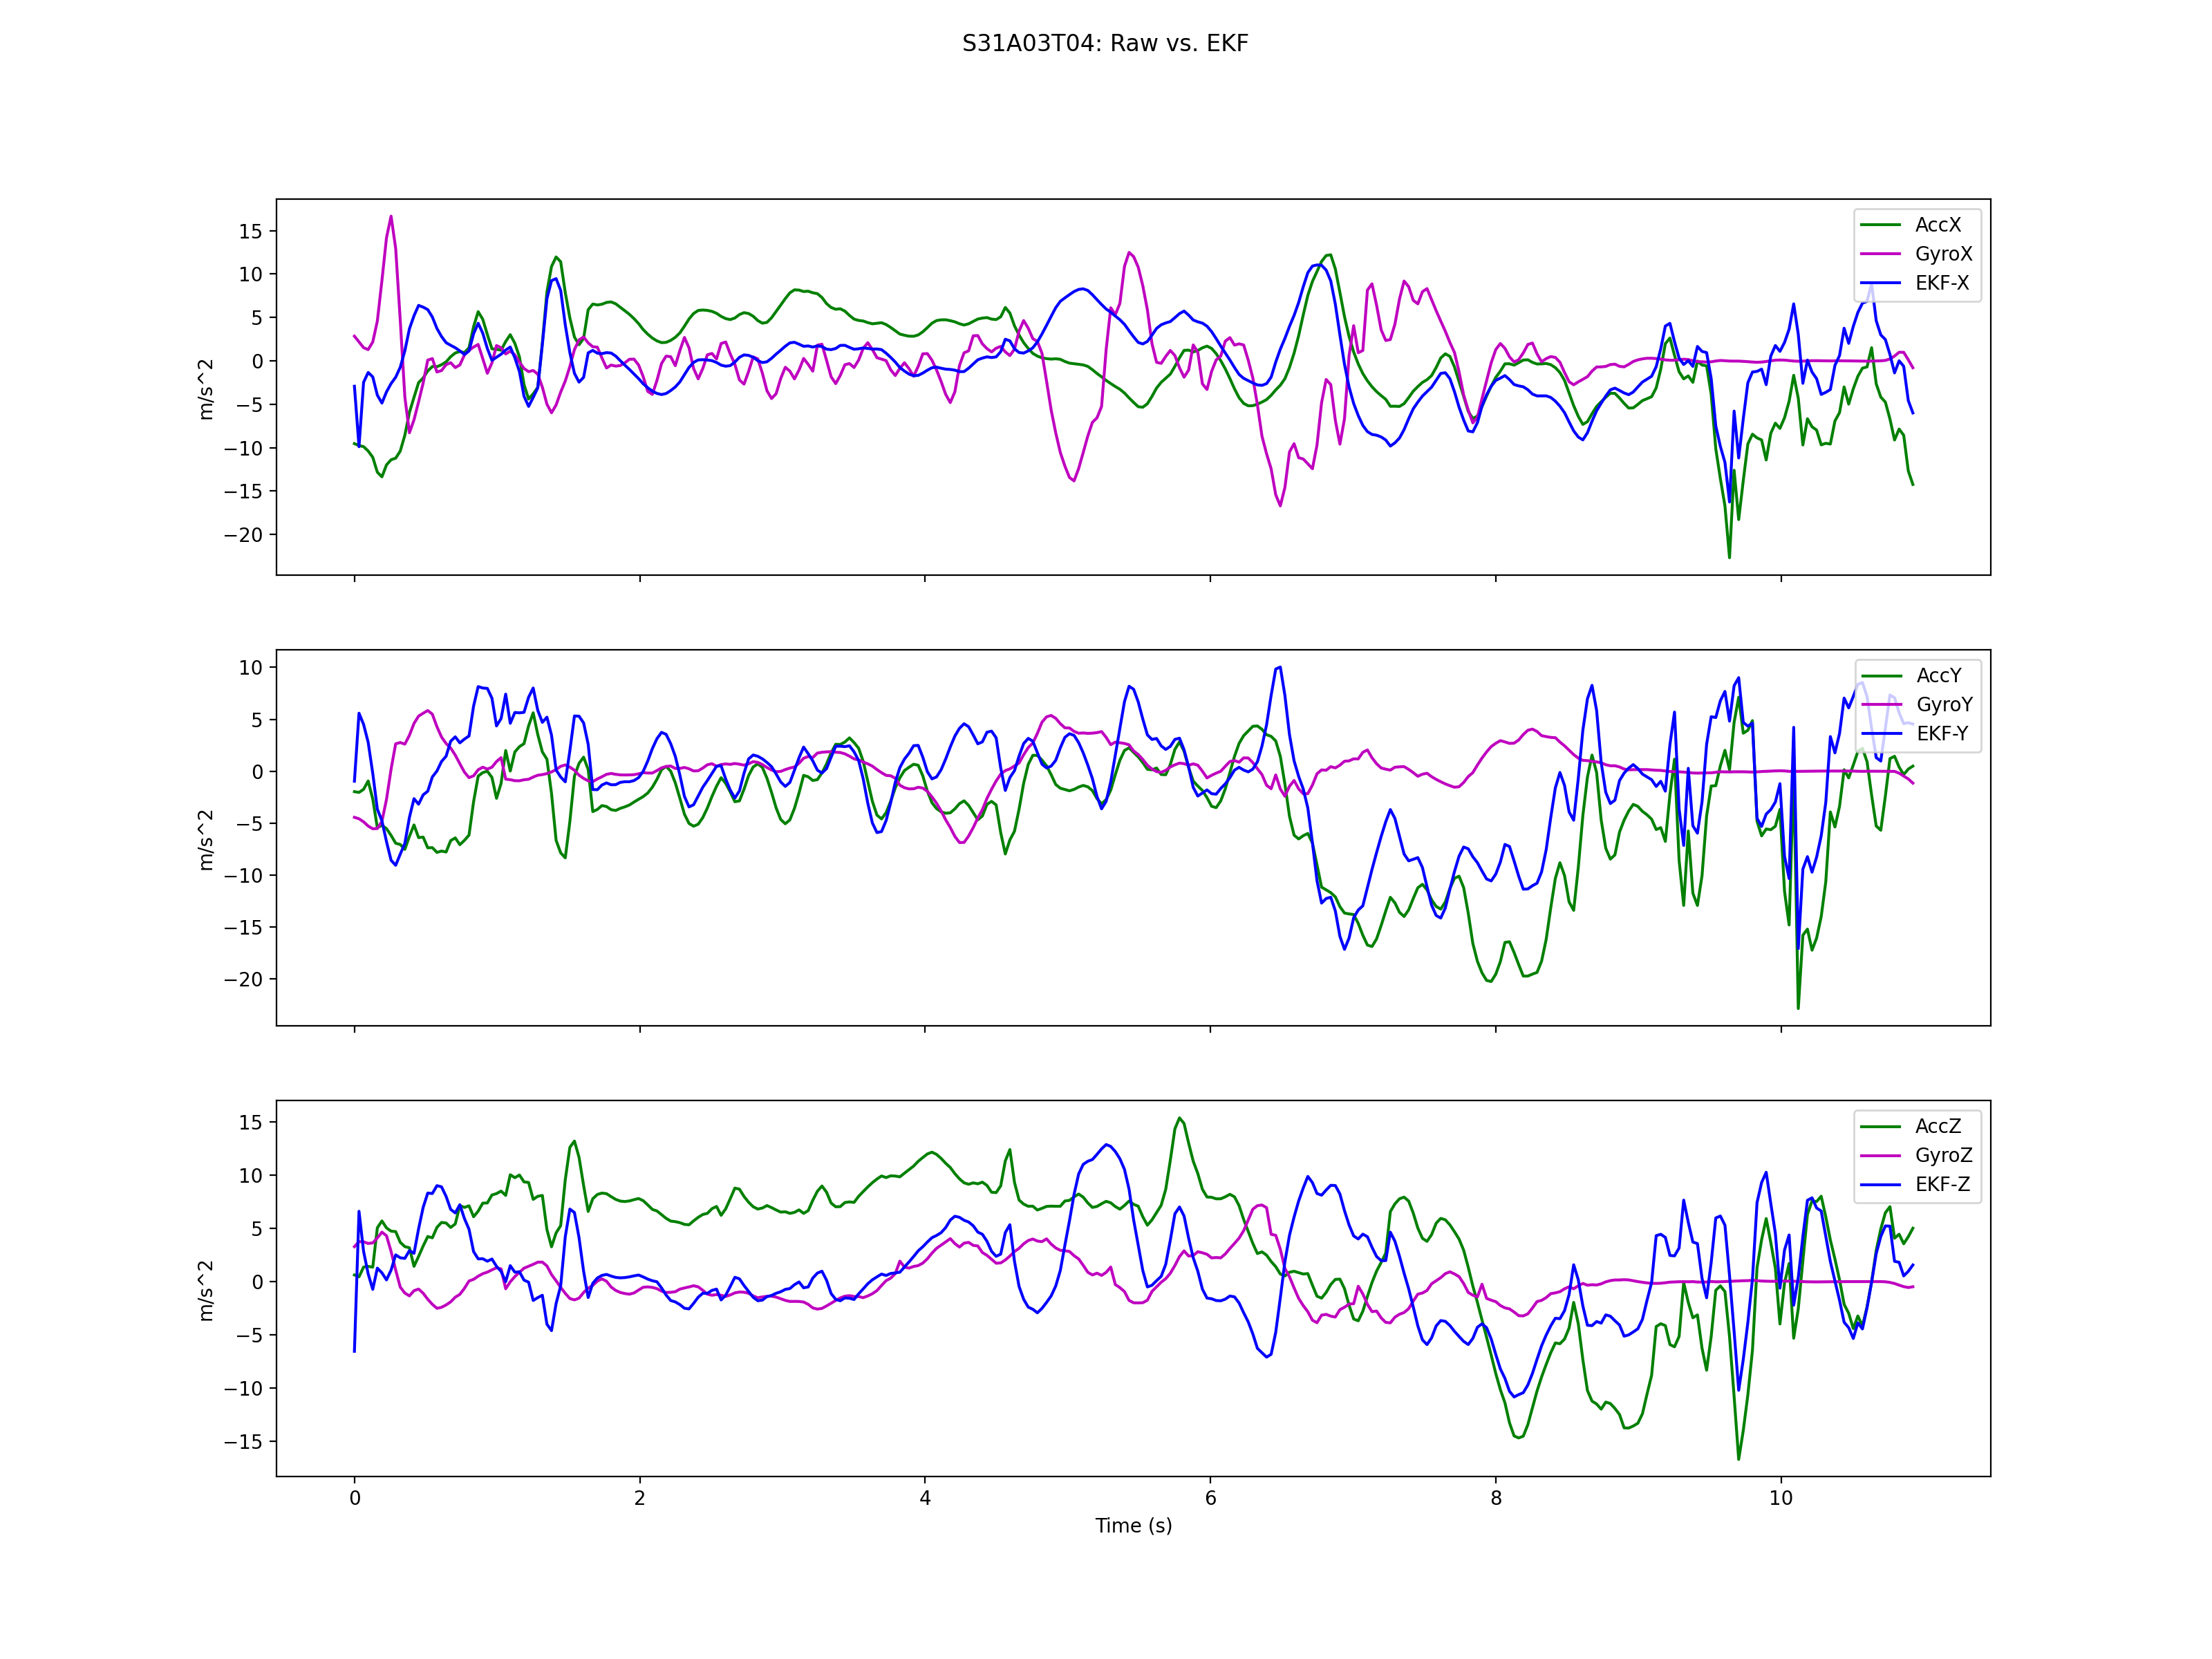 S31A03T04: Raw vs. EKF
15
10
5
0
−5
−10
−15
−20
m/s^2
AccX
GyroX
EKF-X
10
5
0
−5
−10
−15
−20
m/s^2
AccY
GyroY
EKF-Y
15
10
5
0
−5
−10
−15
m/s^2
AccZ
GyroZ
EKF-Z
0 2 4 6 8 10
Time (s)